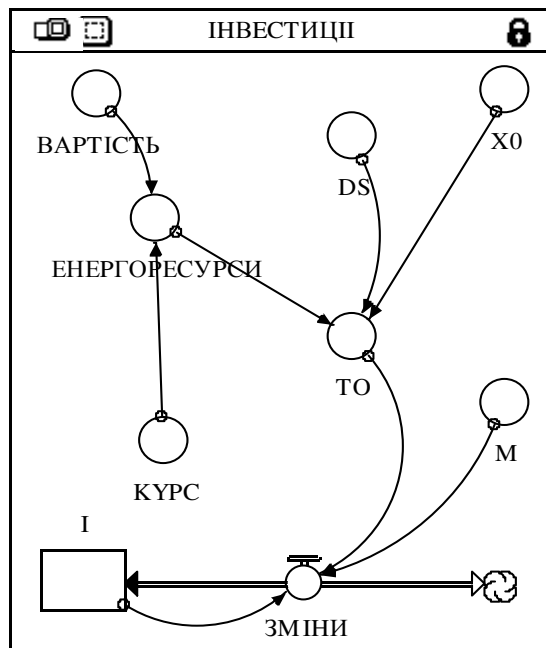 ІНВЕСТИЦІЇ
ВАРТІСТЬ
DS
X0
ЕНЕРГОРЕСУРСИ
ТО
М
КУРС
І
ЗМІНИ